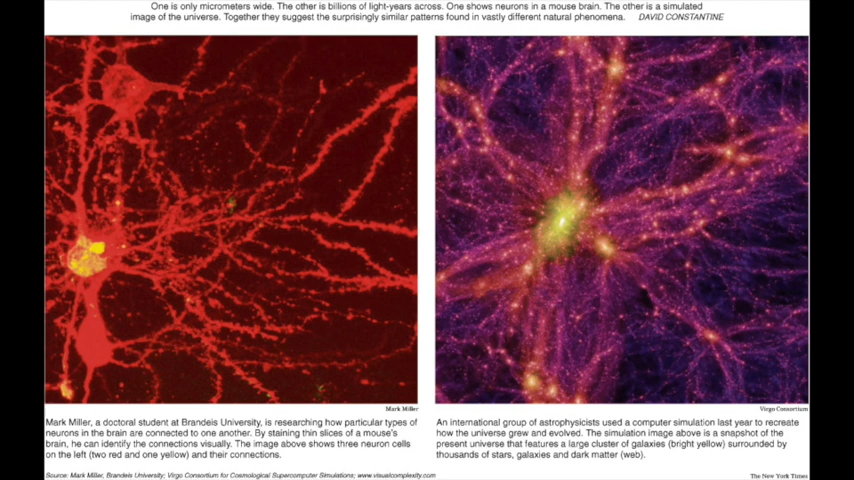 One is only micrometers wide. The other is billions of light-years across. One shows neurons in a mouse brain. The other is a simulated
image of the universe. Together they suggest the surprisingly similar patterns found in vastly different natural phenomena. DAVID CONSTANTINE
Mark Miller
Mark Miller, a doctoral student at Brandeis University, is researching how particular types of
neurons in the brain are connected to one another. By staining thin slices of a mouse's
brain, he can identify the connections visually. The image above shows three neuron cells
on the left (two red and one yellow) and their connections.
Virgo Consortium
An international group of astrophysicists used a computer simulation last year to recreate
how the universe grew and evolved. The simulation image above is a snapshot of the
present universe that features a large cluster of galaxies (bright yellow) surrounded by
thousands of stars, galaxies and dark matter (web).
Source: Mark Miller, Brandeis University; Virgo Consortium for Cosmological Supercomputer Simulations; www.visualcomplexity.com
The New York Times